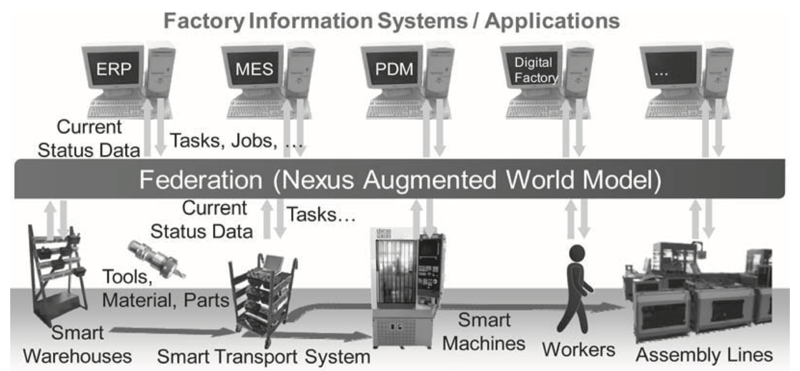 Factory Information Systems / Applications
ERP
MES
PDM
Digital
Factory
...
Current
Status Data
Tasks, Jobs, ...
Federation (Nexus Augmented World Model)
Current
Status Data
Tasks...
Tools,
Material, Parts
Smart
Warehouses
Smart Transport System
Smart
Machines
Workers
Assembly Lines